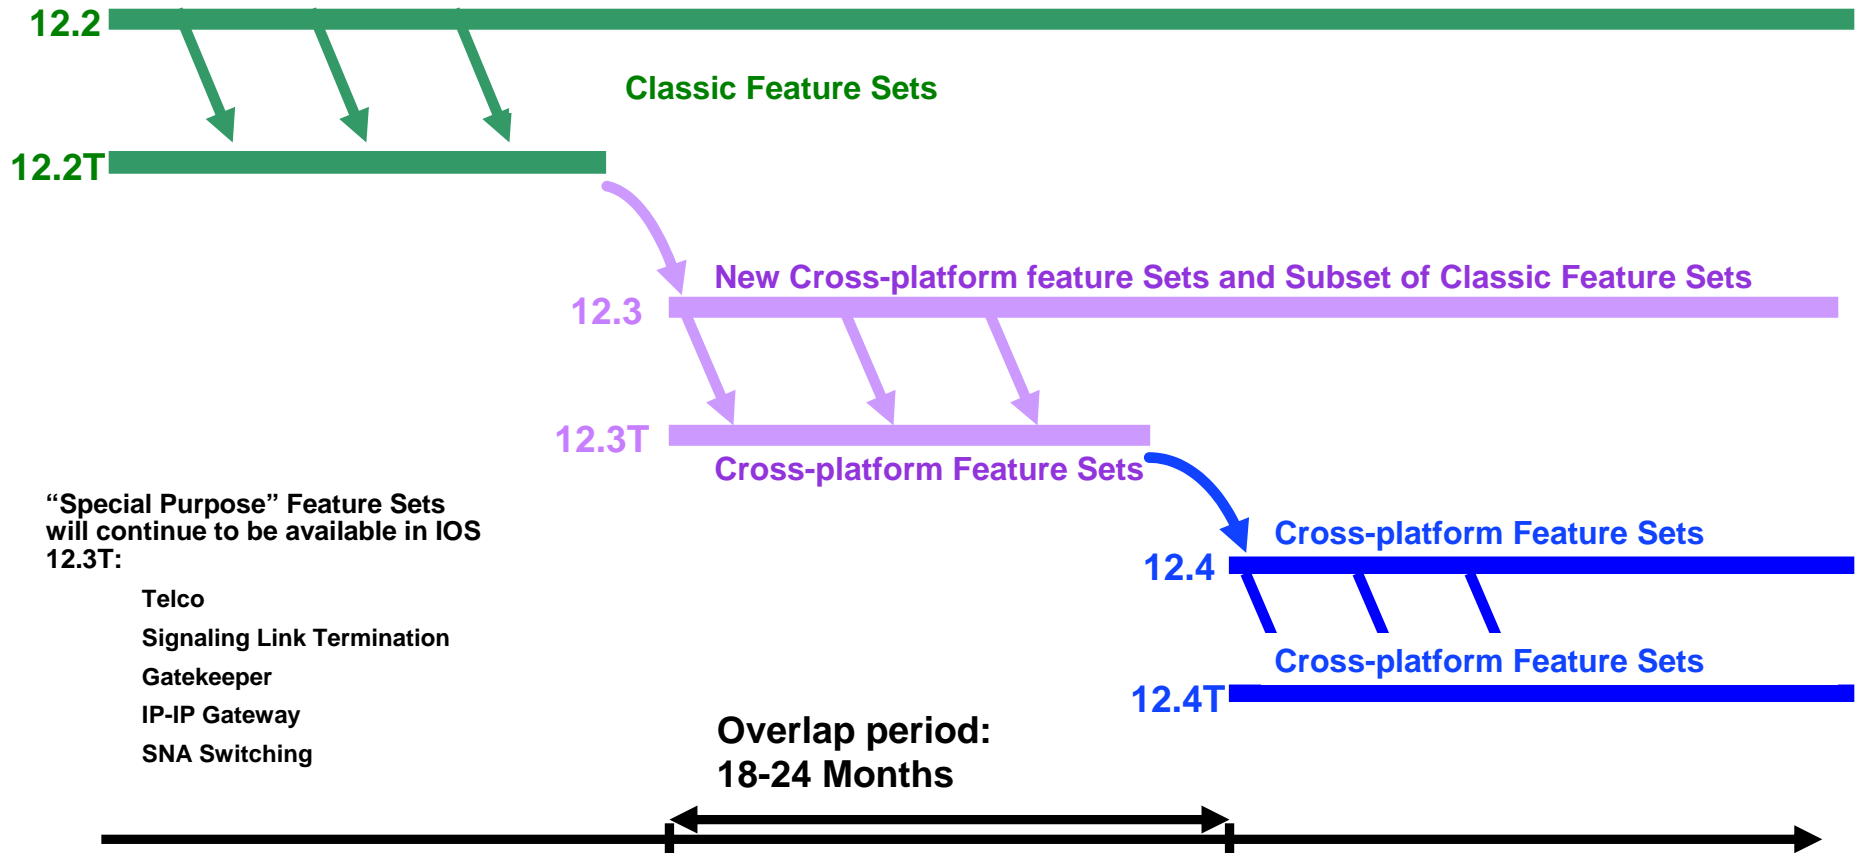 12.2
Classic Feature Sets
12.2T
New Cross-platform feature Sets and Subset of Classic Feature Sets
12.3
12.3T
Cross-platform Feature Sets
“Special Purpose” Feature Sets
will continue to be available in IOS
12.3T:
Telco
Signaling Link Termination
Gatekeeper
IP-IP Gateway
SNA Switching
Cross-platform Feature Sets
12.4
Cross-platform Feature Sets
12.4T
Overlap period:
18-24 Months